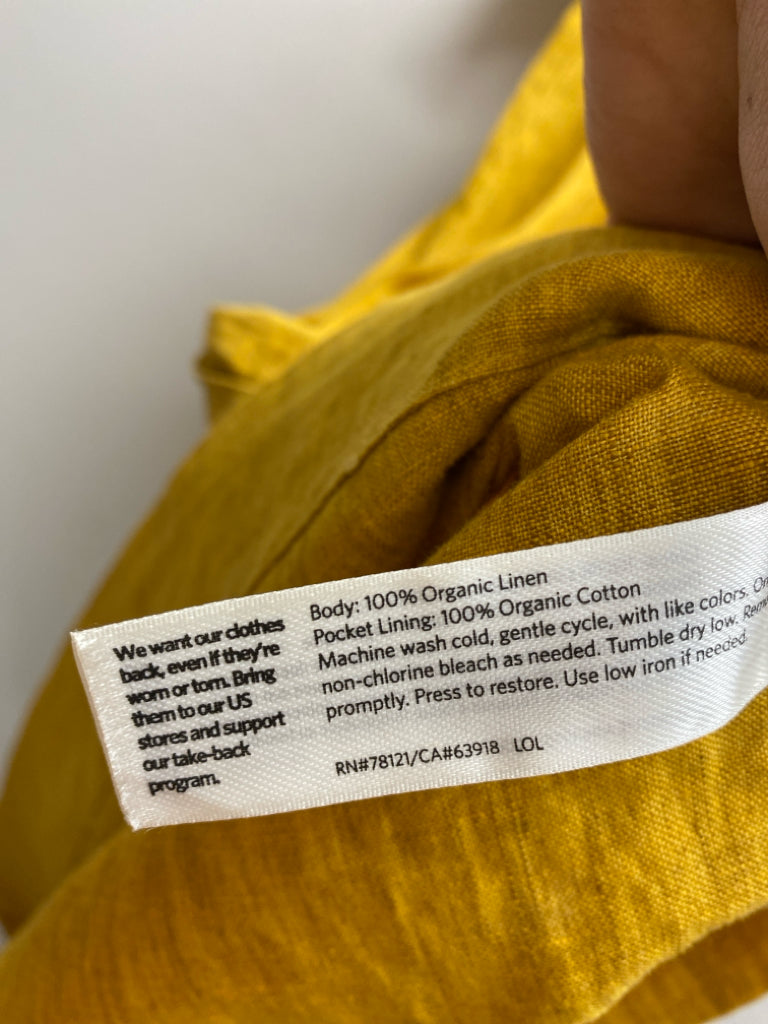 We want our clothes
back, even if they're
worn or torn. Bring
them to our US
stores and support
our take-back
program.
Body: 100% Organic Linen
Pocket Lining: 100% Organic Cotton
Machine wash cold, gentle cycle, with like colors.
non-chlorine bleach as needed. Tumble dry low.
promptly. Press to restore. Use low iron if needed.
RN#78121/CA#63918 LOL